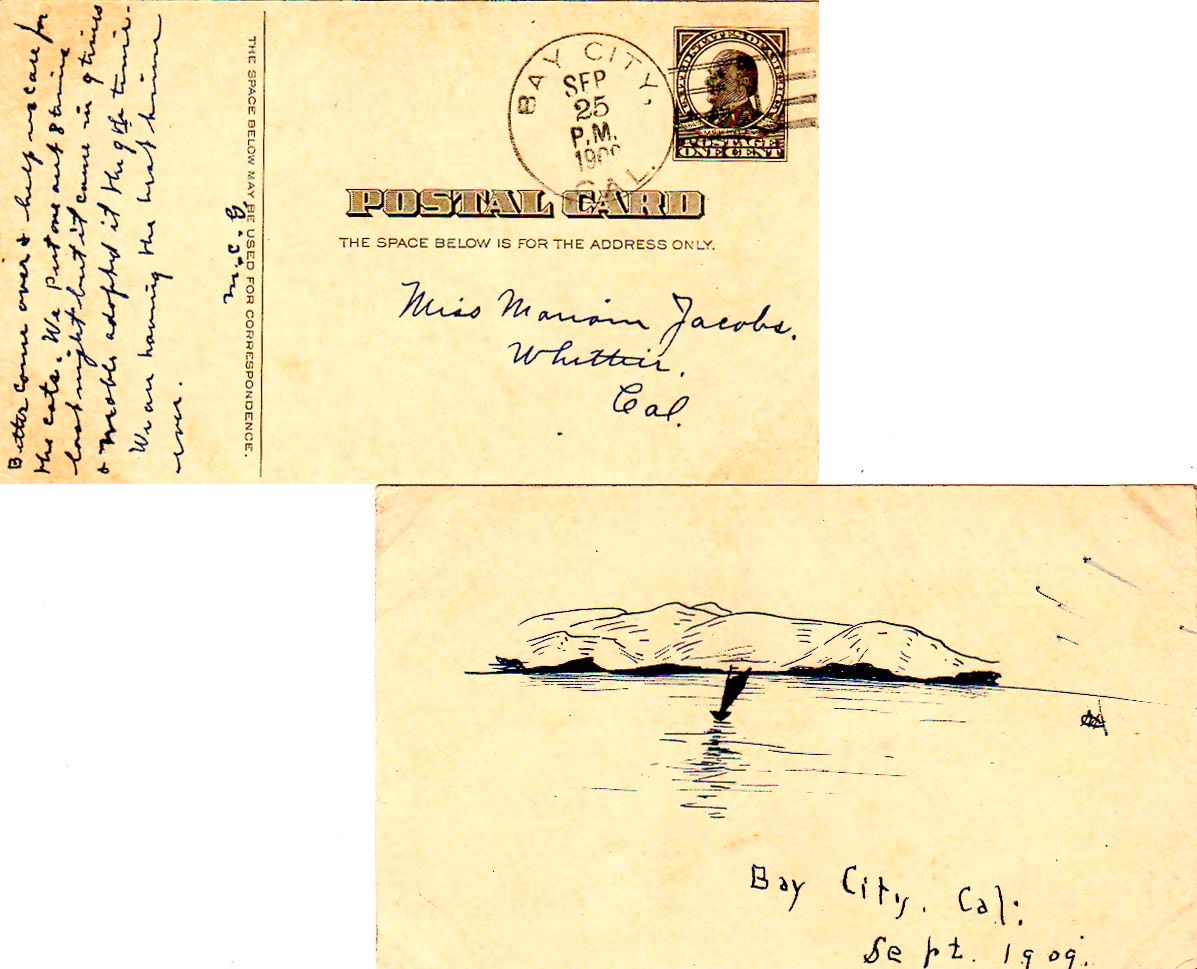 Better come over & help us care for
the cats. We put one out 8 times
last night but it came in 9 times
& Mable adopted it the 9th time.
We are having the best time
ever.
M.C.G.
THE SPACE BELOW MAY BE USED FOR CORRESPONDENCE.
BAY CITY,
SEP
25
P.M.
CAL.
UNITED STATES OF AMERICA
POSTAGE
ONE CENT
POSTAL CARD
THE SPACE BELOW IS FOR THE ADDRESS ONLY.
Miss Mariam Jacobs.
Whittier.
Cal.
Bay City. Cal:
Sept. 1909.